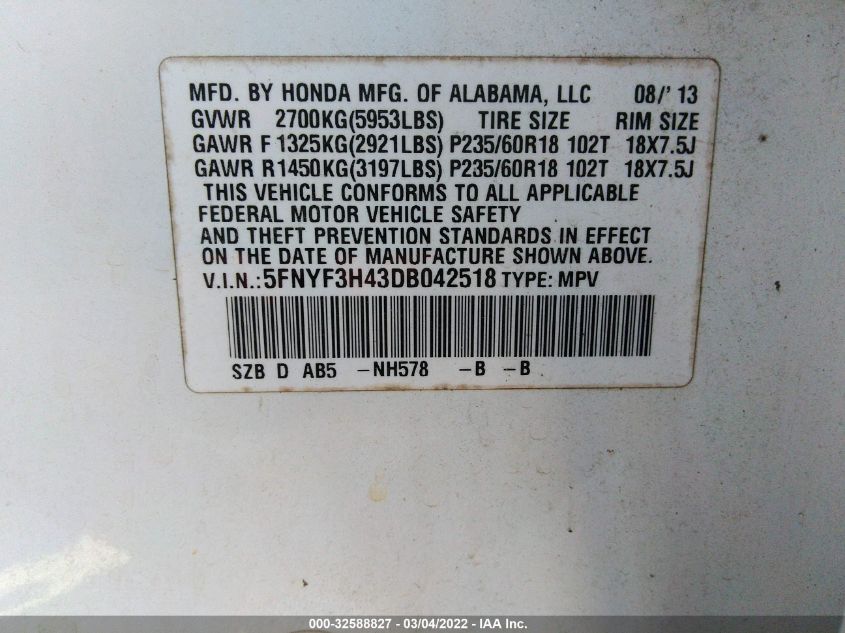 MFD. BY HONDA MFG. OF ALABAMA, LLC 08/'13
GVWR 2700KG(5953LBS) TIRE SIZE RIM SIZE
GAWR F 1325KG(2921LBS) P235/60R18 102T 18X7.5J
GAWR R 1450KG(3197LBS) P235/60R18 102T 18X7.5J
THIS VEHICLE CONFORMS TO ALL APPLICABLE
FEDERAL MOTOR VEHICLE SAFETY
AND THEFT PREVENTION STANDARDS IN EFFECT
ON THE DATE OF MANUFACTURE SHOWN ABOVE.
V.I.N.:5FNYF3H43DB042518 TYPE: MPV
SZB D AB5 -NH578 -B -B
000-32588827 - 03/04/2022 - IAA Inc.